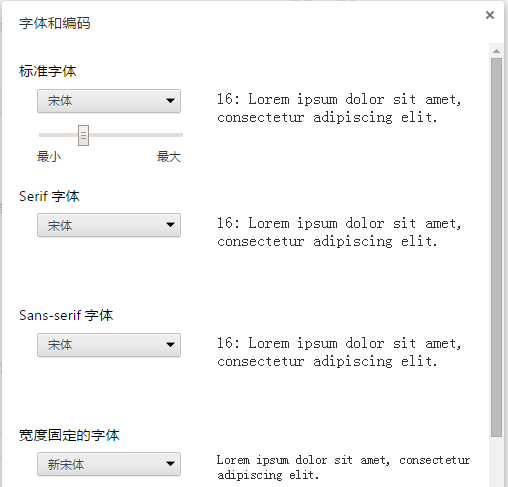 字体和编码
标准字体
宋体
16: Lorem ipsum dolor sit amet,
consectetur adipiscing elit.
最小 最大
Serif 字体
宋体
16: Lorem ipsum dolor sit amet,
consectetur adipiscing elit.
Sans-serif 字体
宋体
16: Lorem ipsum dolor sit amet,
consectetur adipiscing elit.
宽度固定的字体
新宋体
Lorem ipsum dolor sit amet, consectetur
adipiscing elit.